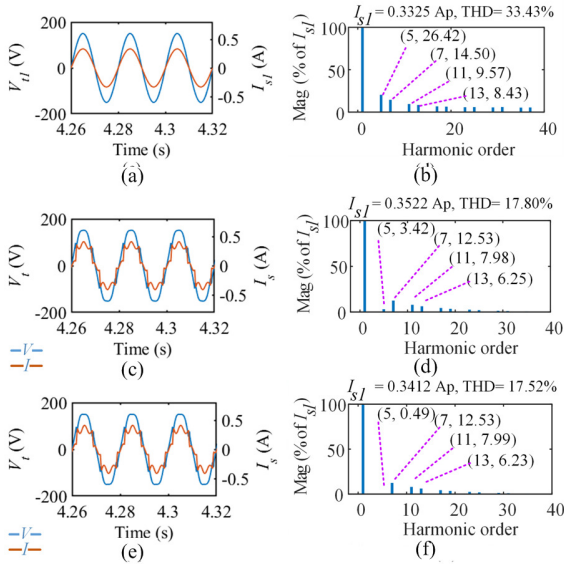 200
0
-200
V_t1 (V)
0.5
0
-0.5
I_s1 (A)
4.26 4.28 4.3 4.32
Time (s)
(a)
I_s1 = 0.3325 Ap, THD= 33.43%
100
50
0
Mag (% of I_s1)
(5, 26.42)
(7, 14.50)
(11, 9.57)
(13, 8.43)
0 20 40
Harmonic order
(b)
200
0
-200
V_t (V)
0.5
0
-0.5
I_s (A)
4.26 4.28 4.3 4.32
Time (s)
V
I
(c)
I_s1 = 0.3522 Ap, THD= 17.80%
100
50
0
Mag (% of I_s1)
(5, 3.42)
(7, 12.53)
(11, 7.98)
(13, 6.25)
0 20 40
Harmonic order
(d)
200
0
-200
V_t (V)
0.5
0
-0.5
I_s (A)
4.26 4.28 4.3 4.32
Time (s)
V
I
(e)
I_s1 = 0.3412 Ap, THD= 17.52%
100
50
0
Mag (% of I_s1)
(5, 0.49)
(7, 12.53)
(11, 7.99)
(13, 6.23)
0 20 40
Harmonic order
(f)